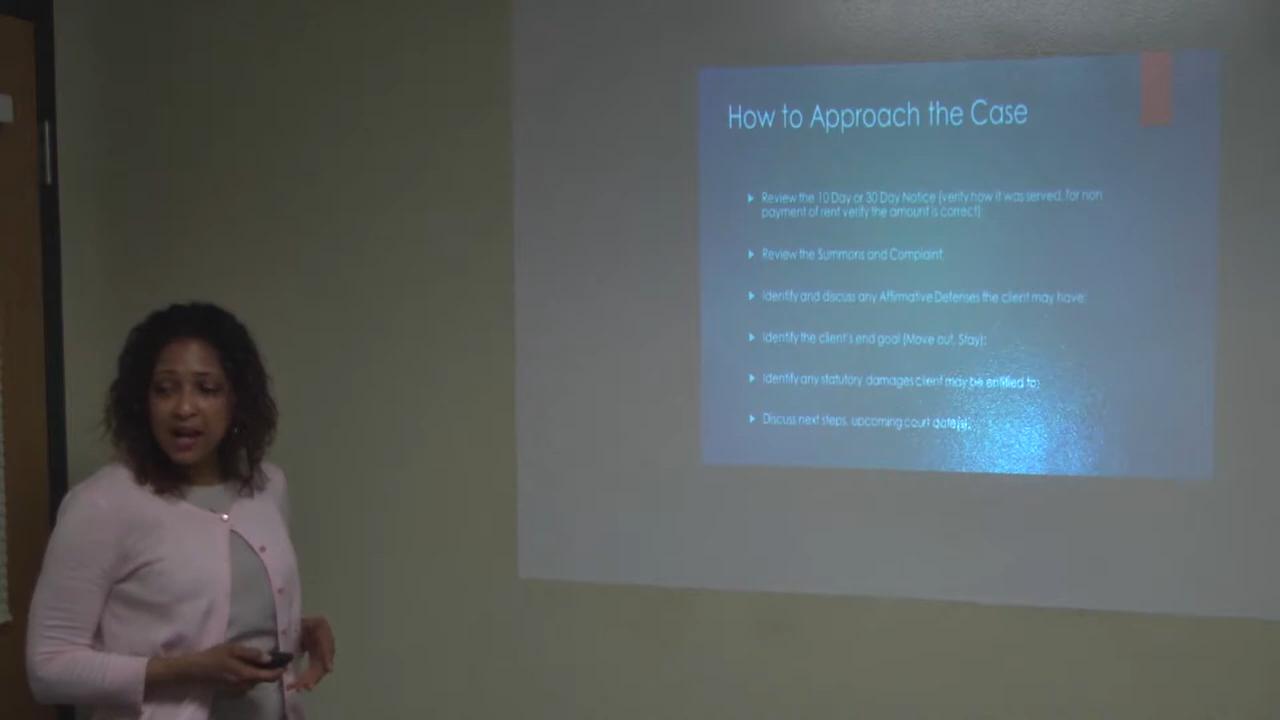 How to Approach the Case
Review the 10 Day or 30 Day Notice (verify how it was served, for non
payment of rent verify the amount is correct)
Review the Summons and Complaint
Identify and discuss any Affirmative Defenses the client may have;
Identify the client's end goal (Move out, Stay);
Identify any statutory damages client may be entitled to;
Discuss next steps, upcoming court date(s);